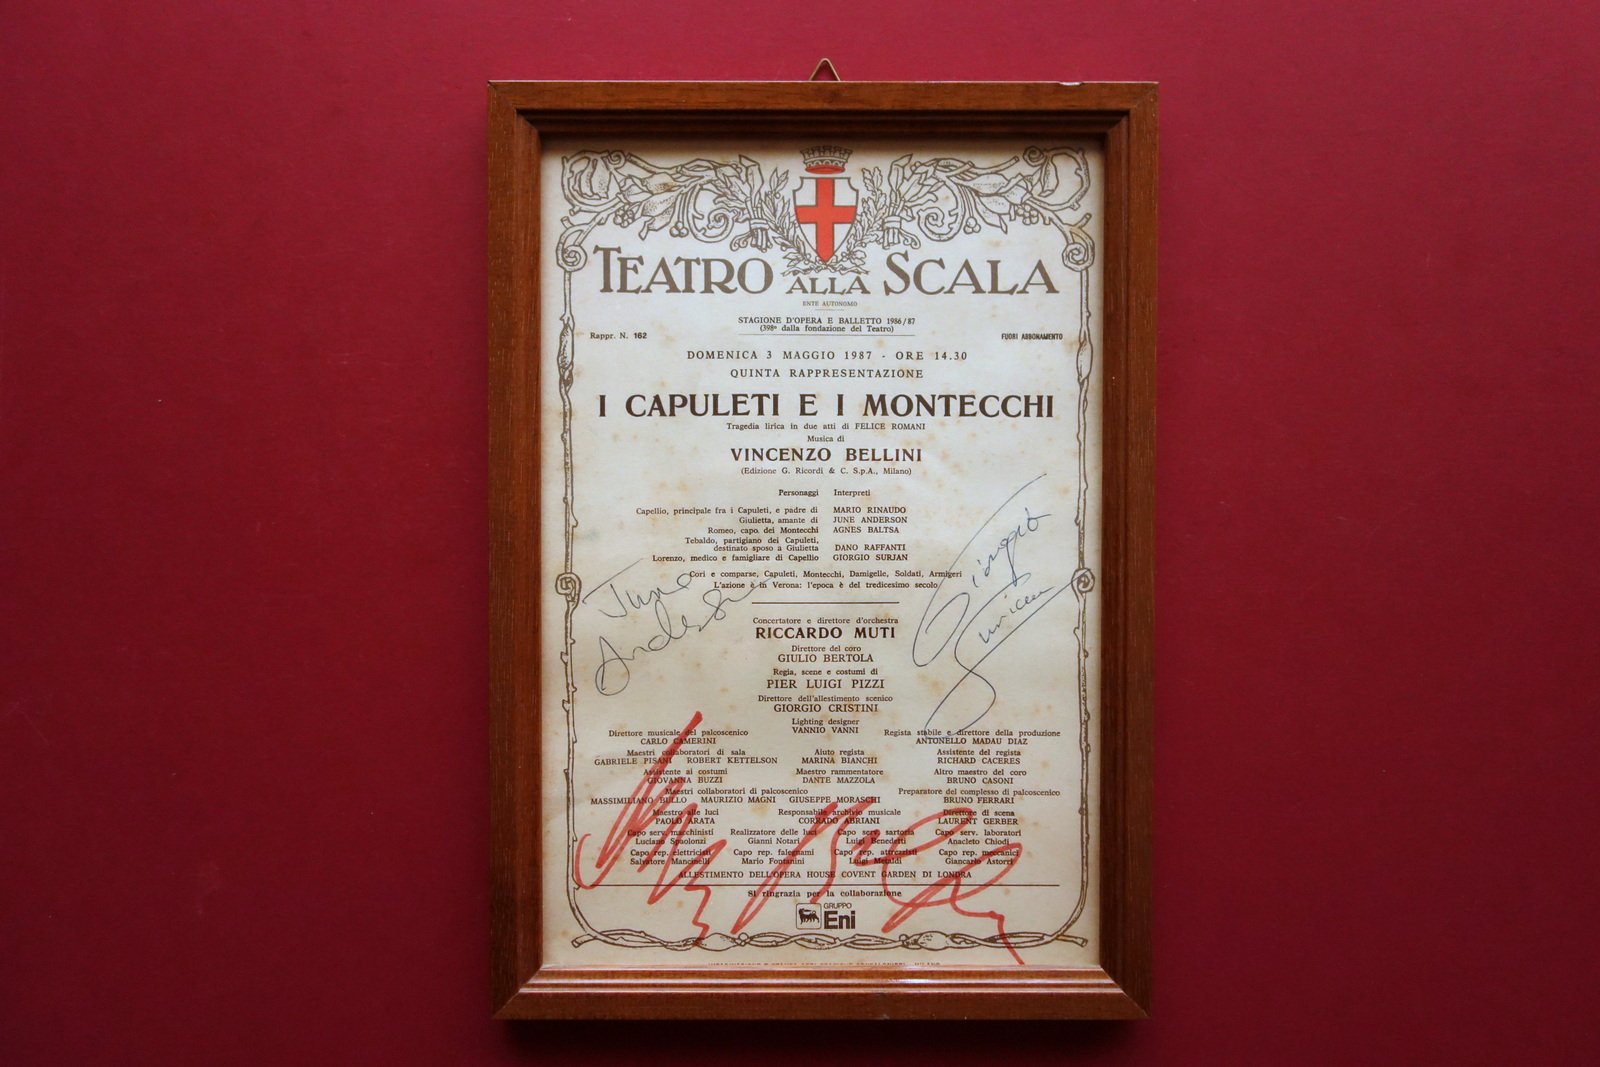 TEATRO ALLA SCALA
ENTE AUTONOMO
STAGIONE D'OPERA E BALLETTO 1986/87
(398ª dalla fondazione del Teatro)
Rappr. N. 162
FUORI ABBONAMENTO
DOMENICA 3 MAGGIO 1987 - ORE 14.30
QUINTA RAPPRESENTAZIONE
I CAPULETI E I MONTECCHI
Tragedia lirica in due atti di FELICE ROMANI
Musica di
VINCENZO BELLINI
(Edizione G. Ricordi & C. S.p.A., Milano)
Personaggi Interpreti
Capellio, principale fra i Capuleti, e padre di MARIO RINAUDO
Giulietta, amante di JUNE ANDERSON
Romeo, capo dei Montecchi AGNES BALTSA
Tebaldo, partigiano dei Capuleti,
destinato sposo a Giulietta DANO RAFFANTI
Lorenzo, medico e famigliare di Capellio GIORGIO SURJAN
Cori e comparse, Capuleti, Montecchi, Damigelle, Soldati, Armigeri
L'azione è in Verona: l'epoca è del tredicesimo secolo
June
Anderson
Giorgio
Surjan
Concertatore e direttore d'orchestra
RICCARDO MUTI
Direttore del coro
GIULIO BERTOLA
Regia, scene e costumi di
PIER LUIGI PIZZI
Direttore dell'allestimento scenico
GIORGIO CRISTINI
Lighting designer
VANNIO VANNI
Direttore musicale del palcoscenico
CARLO CAMERINI
Regista stabile e direttore della produzione
ANTONELLO MADAU DIAZ
Maestri collaboratori di sala
GABRIELE PISANI ROBERT KETTELSON
Aiuto regista
MARINA BIANCHI
Assistente del regista
RICHARD CACERES
Assistente ai costumi
GIOVANNA BUZZI
Maestro rammentatore
DANTE MAZZOLA
Altro maestro del coro
BRUNO CASONI
Maestri collaboratori di palcoscenico
MASSIMILIANO BULLO MAURIZIO MAGNI GIUSEPPE MORASCHI
Preparatore del complesso di palcoscenico
BRUNO FERRARI
Maestro alle luci
PAOLO ARATA
Responsabile archivio musicale
CORRADO ABRIANI
Direttore di scena
LAURENT GERBER
Capo serv. macchinisti
Luciano Spaolonzi
Realizzatore delle luci
Gianni Notari
Capo serv. sartoria
Luigi Benedetti
Capo serv. laboratori
Anacleto Chiodi
Capo rep. elettricisti
Salvatore Mancinelli
Capo rep. falegnami
Mario Fontanini
Capo rep. attrezzisti
Luigi Metaldi
Capo rep. meccanici
Giancarlo Astorri
ALLESTIMENTO DELL'OPERA HOUSE COVENT GARDEN DI LONDRA
Si ringrazia per la collaborazione
GRUPPO
Eni